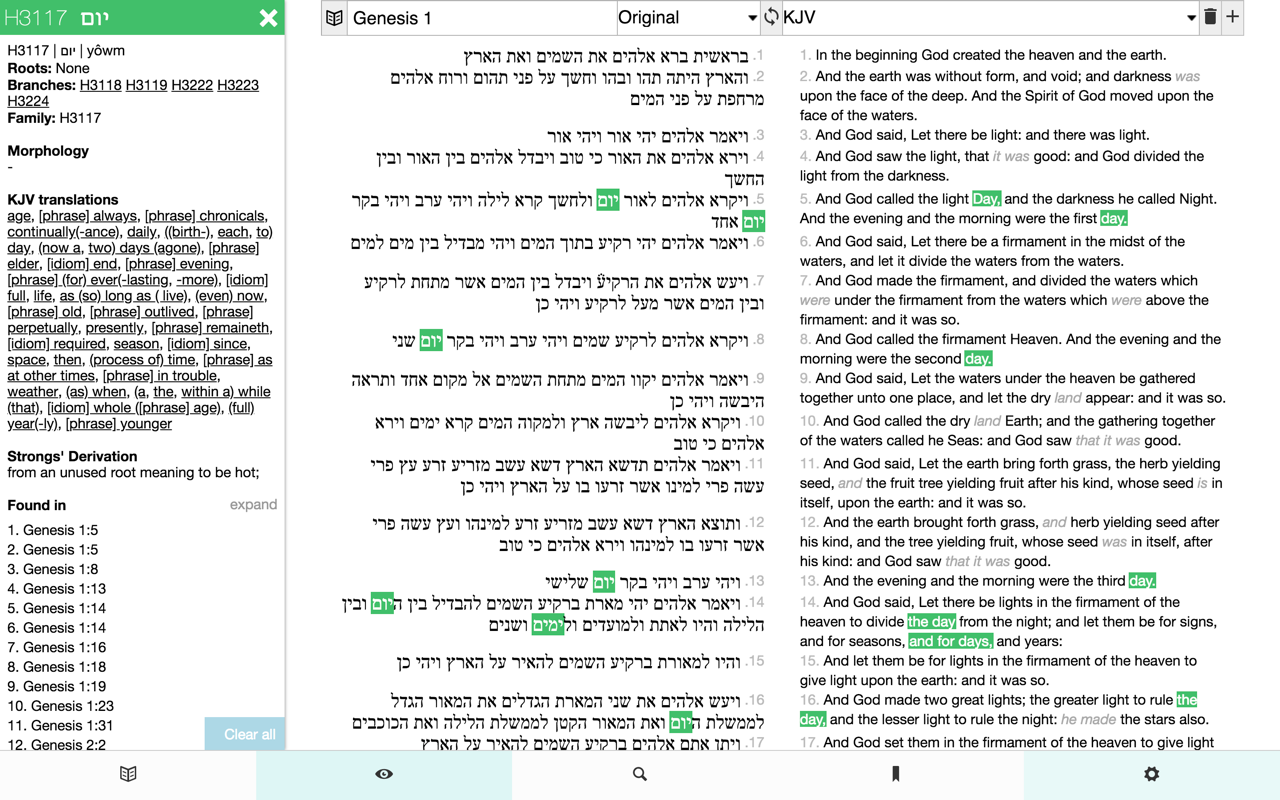 H3117 יום
H3117 | יום | yôwm
Roots: None
Branches: H3118 H3119 H3222 H3223
H3224
Family: H3117
Morphology
-
KJV translations
age, [phrase] always, [phrase] chronicals,
continually(-ance), daily, ((birth-), each, to)
day, (now a, two) days (agone), [phrase]
elder, [idiom] end, [phrase] evening,
[phrase] (for) ever(-lasting, -more), [idiom]
full, life, as (so) long as ( live), (even) now,
[phrase] old, [phrase] outlived, [phrase]
perpetually, presently, [phrase] remaineth,
[idiom] required, season, [idiom] since,
space, then, (process of) time, [phrase] as
at other times, [phrase] in trouble,
weather, (as) when, (a, the, within a) while
(that), [idiom] whole ([phrase] age), (full)
year(-ly), [phrase] younger
Strongs' Derivation
from an unused root meaning to be hot;
Found in expand
1. Genesis 1:5
2. Genesis 1:5
3. Genesis 1:8
4. Genesis 1:13
5. Genesis 1:14
6. Genesis 1:14
7. Genesis 1:16
8. Genesis 1:18
9. Genesis 1:19
10. Genesis 1:23
11. Genesis 1:31
12. Genesis 2:2
Clear all
Genesis 1 Original KJV
1. בראשית ברא אלהים את השמים ואת הארץ
2. והארץ היתה תהו ובהו וחשך על פני תהום ורוח אלהים
מרחפת על פני המים
3. ויאמר אלהים יהי אור ויהי אור
4. וירא אלהים את האור כי טוב ויבדל אלהים בין האור ובין
החשך
5. ויקרא אלהים לאור יום ולחשך קרא לילה ויהי ערב ויהי בקר
יום אחד
6. ויאמר אלהים יהי רקיע בתוך המים ויהי מבדיל בין מים למים
7. ויעש אלהים את הרקיע֒ ויבדל בין המים אשר מתחת לרקיע
ובין המים אשר מעל לרקיע ויהי כן
8. ויקרא אלהים לרקיע שמים ויהי ערב ויהי בקר יום שני
9. ויאמר אלהים יקוו המים מתחת השמים אל מקום אחד ותראה
היבשה ויהי כן
10. ויקרא אלהים ליבשה ארץ ולמקוה המים קרא ימים וירא
אלהים כי טוב
11. ויאמר אלהים תדשא הארץ דשא עשב מזריע זרע עץ פרי
עשה פרי למינו אשר זרעו בו על הארץ ויהי כן
12. ותוצא הארץ דשא עשב מזריע זרע למינהו ועץ עשה פרי
אשר זרעו בו למינהו וירא אלהים כי טוב
13. ויהי ערב ויהי בקר יום שלישי
14. ויאמר אלהים יהי מארת ברקיע השמים להבדיל בין היום ובין
הלילה והיו לאתת ולמועדים ולימים ושנים
15. והיו למאורת ברקיע השמים להאיר על הארץ ויהי כן
16. ויעש אלהים את שני המארת הגדלים את המאור הגדל
לממשלת היום ואת המאור הקטן לממשלת הלילה ואת הכוכבים
17. ויתן אתם אלהים ברקיע השמים להאיר על הארץ
1. In the beginning God created the heaven and the earth.
2. And the earth was without form, and void; and darkness was
upon the face of the deep. And the Spirit of God moved upon the
face of the waters.
3. And God said, Let there be light: and there was light.
4. And God saw the light, that it was good: and God divided the
light from the darkness.
5. And God called the light Day, and the darkness he called Night.
And the evening and the morning were the first day.
6. And God said, Let there be a firmament in the midst of the
waters, and let it divide the waters from the waters.
7. And God made the firmament, and divided the waters which
were under the firmament from the waters which were above the
firmament: and it was so.
8. And God called the firmament Heaven. And the evening and the
morning were the second day.
9. And God said, Let the waters under the heaven be gathered
together unto one place, and let the dry land appear: and it was so.
10. And God called the dry land Earth; and the gathering together
of the waters called he Seas: and God saw that it was good.
11. And God said, Let the earth bring forth grass, the herb yielding
seed, and the fruit tree yielding fruit after his kind, whose seed is in
itself, upon the earth: and it was so.
12. And the earth brought forth grass, and herb yielding seed after
his kind, and the tree yielding fruit, whose seed was in itself, after
his kind: and God saw that it was good.
13. And the evening and the morning were the third day.
14. And God said, Let there be lights in the firmament of the
heaven to divide the day from the night; and let them be for signs,
and for seasons, and for days, and years:
15. And let them be for lights in the firmament of the heaven to
give light upon the earth: and it was so.
16. And God made two great lights; the greater light to rule the
day, and the lesser light to rule the night: he made the stars also.
17. And God set them in the firmament of the heaven to give light